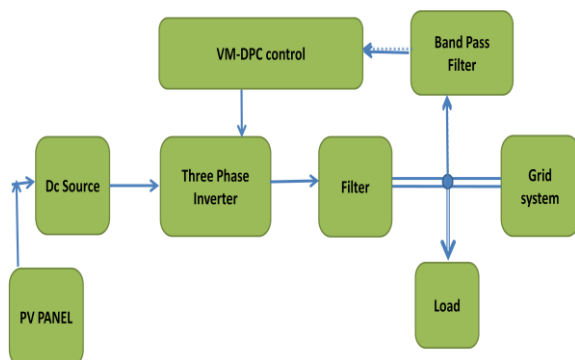 VM-DPC control
Band Pass
Filter
Dc Source
Three Phase
Inverter
Filter
Grid
system
PV PANEL
Load